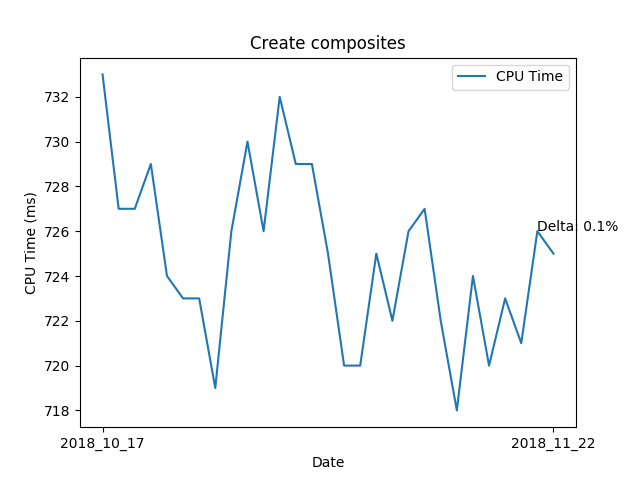 Create composites
CPU Time
732
730
728
726
724
722
720
718
CPU Time (ms)
Delta: 0.1%
2018_10_17
2018_11_22
Date